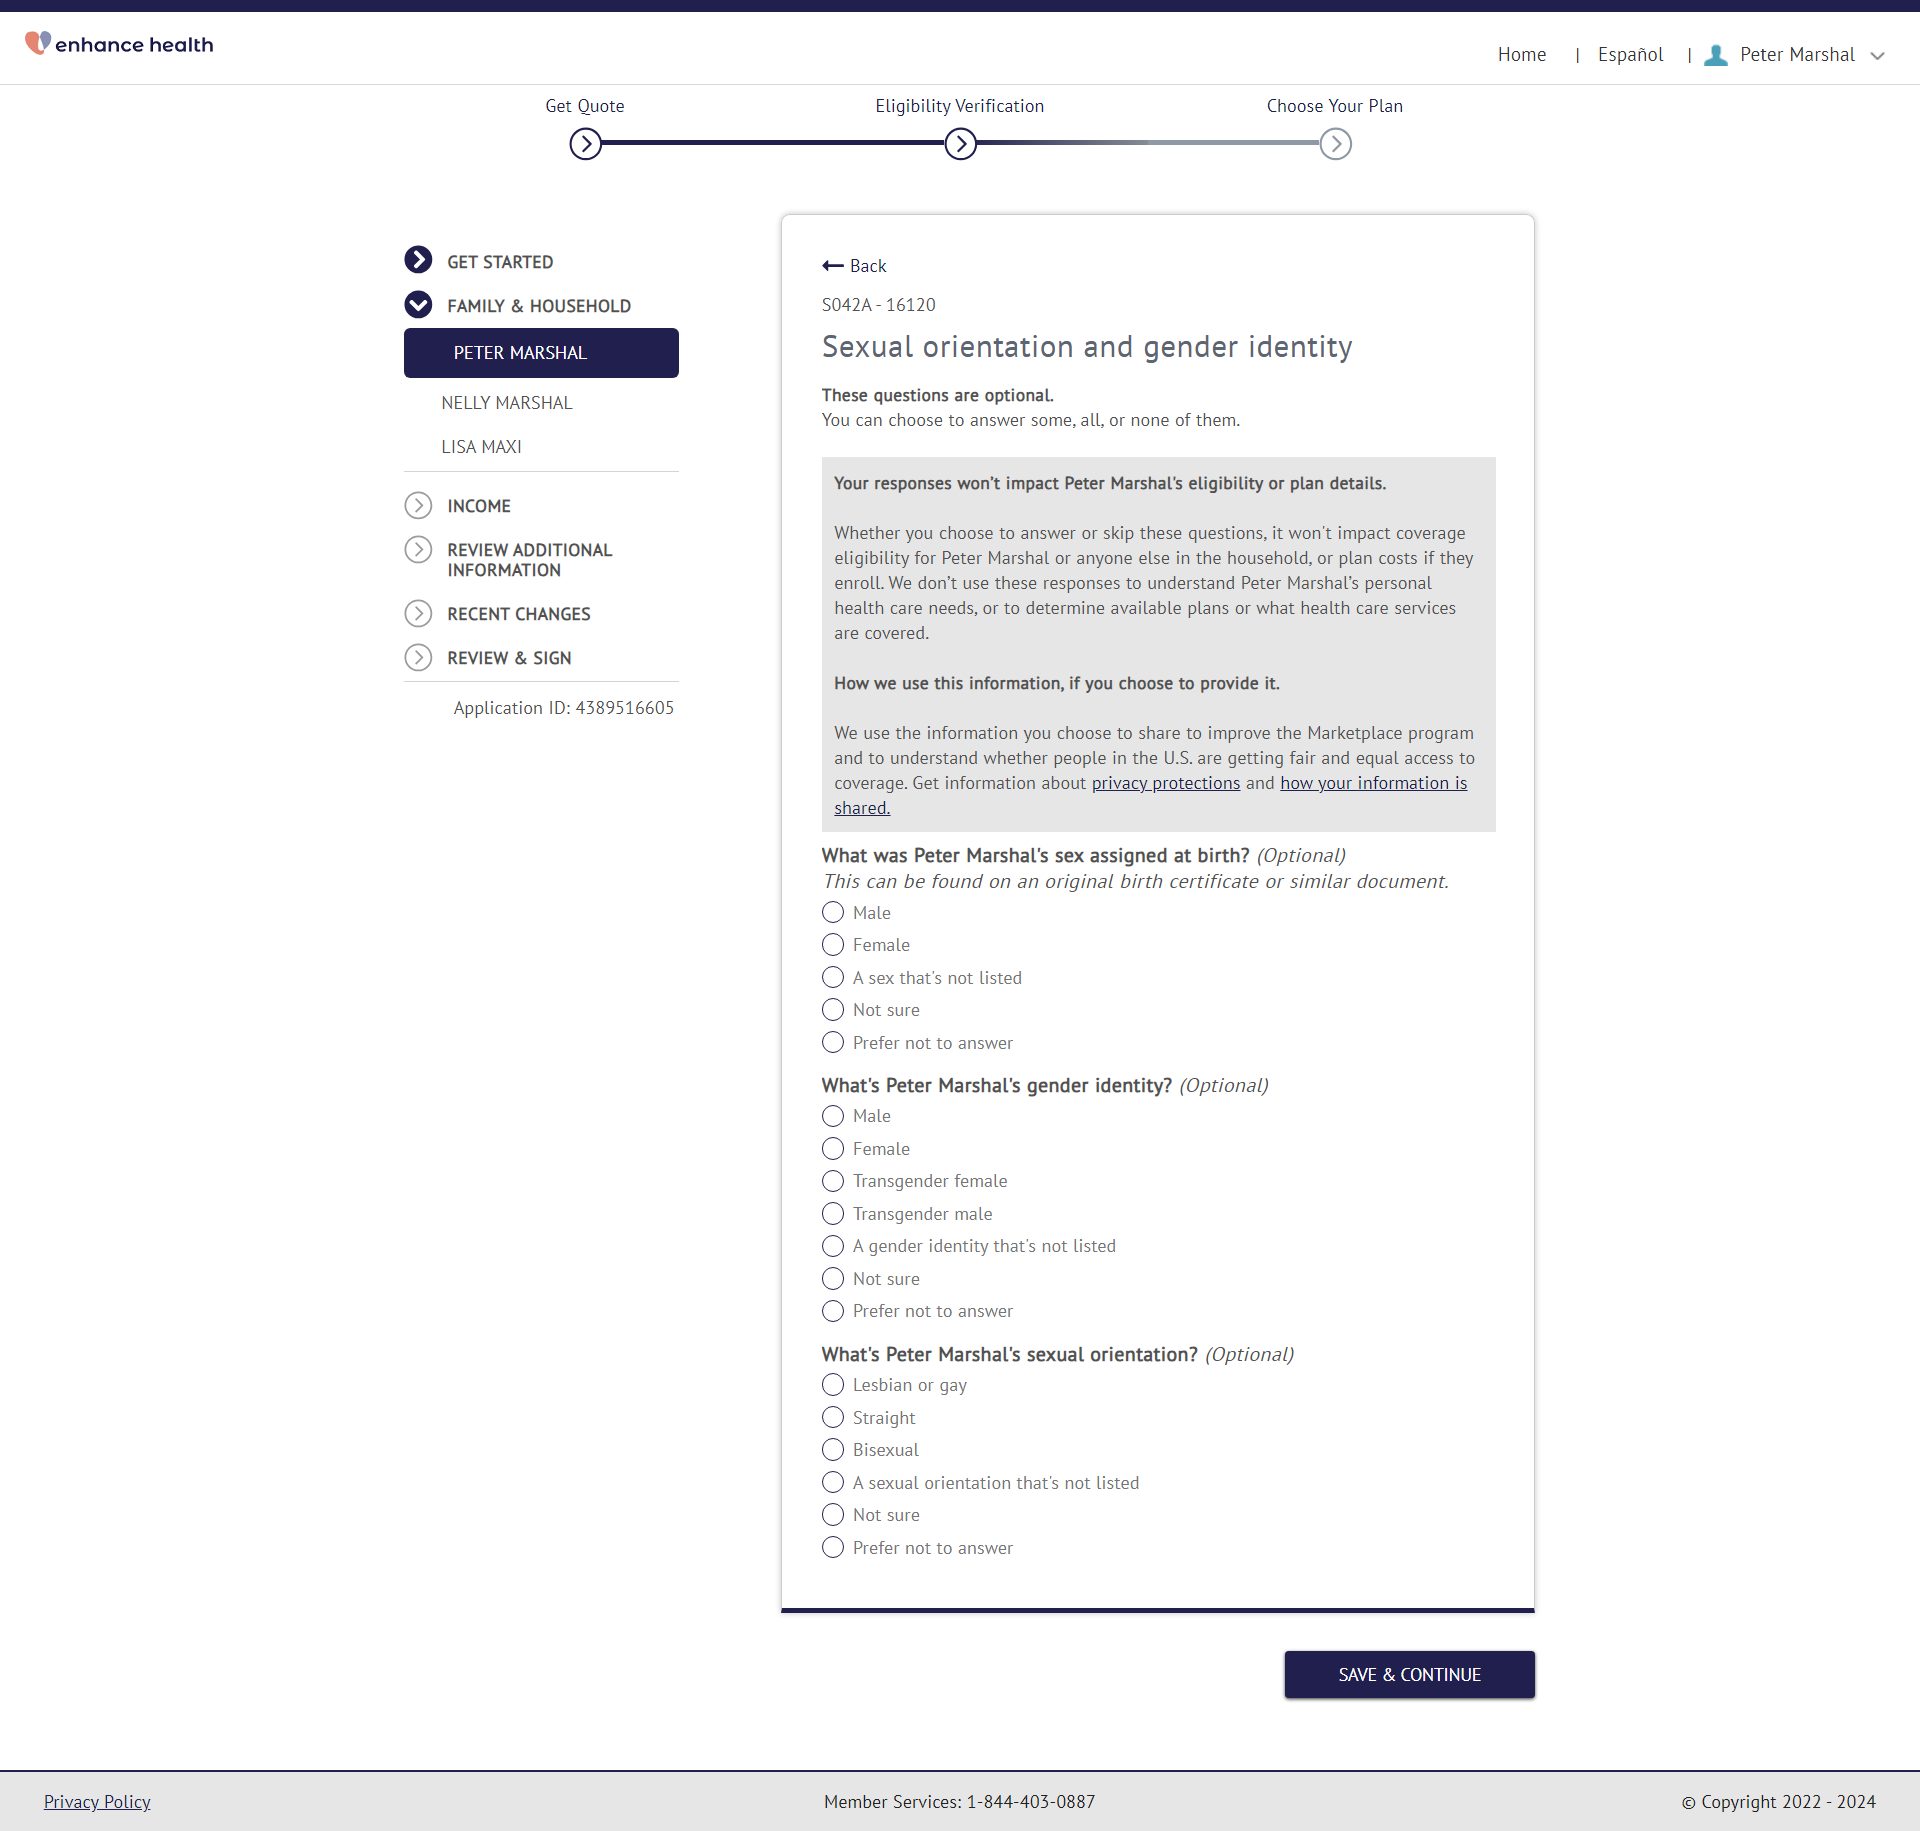 enhance health
Home | Español | Peter Marshal
Get Quote
Eligibility Verification
Choose Your Plan
GET STARTED
FAMILY & HOUSEHOLD
PETER MARSHAL
NELLY MARSHAL
LISA MAXI
INCOME
REVIEW ADDITIONAL
INFORMATION
RECENT CHANGES
REVIEW & SIGN
Application ID: 4389516605
Back
S042A - 16120
Sexual orientation and gender identity
These questions are optional.
You can choose to answer some, all, or none of them.
Your responses won’t impact Peter Marshal's eligibility or plan details.
Whether you choose to answer or skip these questions, it won't impact coverage
eligibility for Peter Marshal or anyone else in the household, or plan costs if they
enroll. We don’t use these responses to understand Peter Marshal’s personal
health care needs, or to determine available plans or what health care services
are covered.
How we use this information, if you choose to provide it.
We use the information you choose to share to improve the Marketplace program
and to understand whether people in the U.S. are getting fair and equal access to
coverage. Get information about privacy protections and how your information is
shared.
What was Peter Marshal's sex assigned at birth? (Optional)
This can be found on an original birth certificate or similar document.
Male
Female
A sex that's not listed
Not sure
Prefer not to answer
What's Peter Marshal's gender identity? (Optional)
Male
Female
Transgender female
Transgender male
A gender identity that's not listed
Not sure
Prefer not to answer
What's Peter Marshal's sexual orientation? (Optional)
Lesbian or gay
Straight
Bisexual
A sexual orientation that's not listed
Not sure
Prefer not to answer
SAVE & CONTINUE
Privacy Policy
Member Services: 1-844-403-0887
© Copyright 2022 - 2024